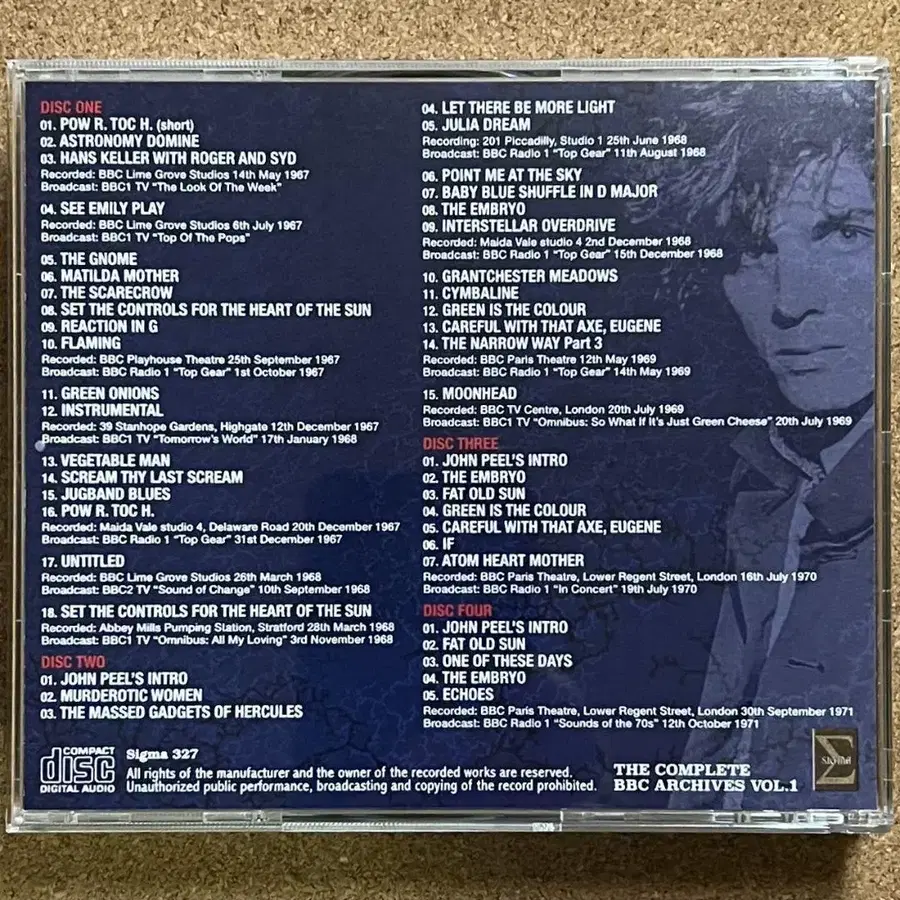 DISC ONE
01. POW R. TOC H. (short)
02. ASTRONOMY DOMINE
03. HANS KELLER WITH ROGER AND SYD
Recorded: BBC Lime Grove Studios 14th May 1967
Broadcast: BBC1 TV "The Look Of The Week"
04. SEE EMILY PLAY
Recorded: BBC Lime Grove Studios 6th July 1967
Broadcast: BBC1 TV "Top Of The Pops"
05. THE GNOME
06. MATILDA MOTHER
07. THE SCARECROW
08. SET THE CONTROLS FOR THE HEART OF THE SUN
09. REACTION IN G
10. FLAMING
Recorded: BBC Playhouse Theatre 25th September 1967
Broadcast: BBC Radio 1 "Top Gear" 1st October 1967
11. GREEN ONIONS
12. INSTRUMENTAL
Recorded: 39 Stanhope Gardens, Highgate 12th December 1967
Broadcast: BBC1 TV "Tomorrow's World" 17th January 1968
13. VEGETABLE MAN
14. SCREAM THY LAST SCREAM
15. JUGBAND BLUES
16. POW R. TOC H.
Recorded: Maida Vale studio 4, Delaware Road 20th December 1967
Broadcast: BBC Radio 1 "Top Gear" 31st December 1967
17. UNTITLED
Recorded: BBC Lime Grove Studios 26th March 1968
Broadcast: BBC2 TV "Sound of Change" 10th September 1968
18. SET THE CONTROLS FOR THE HEART OF THE SUN
Recorded: Abbey Mills Pumping Station, Stratford 28th March 1968
Broadcast: BBC1 TV "Omnibus: All My Loving" 3rd November 1968
DISC TWO
01. JOHN PEEL'S INTRO
02. MURDEROTIC WOMEN
03. THE MASSED GADGETS OF HERCULES
04. LET THERE BE MORE LIGHT
05. JULIA DREAM
Recording: 201 Piccadilly, Studio 1 25th June 1968
Broadcast: BBC Radio 1 "Top Gear" 11th August 1968
06. POINT ME AT THE SKY
07. BABY BLUE SHUFFLE IN D MAJOR
08. THE EMBRYO
09. INTERSTELLAR OVERDRIVE
Recorded: Maida Vale studio 4 2nd December 1968
Broadcast: BBC Radio 1 "Top Gear" 15th December 1968
10. GRANTCHESTER MEADOWS
11. CYMBALINE
12. GREEN IS THE COLOUR
13. CAREFUL WITH THAT AXE, EUGENE
14. THE NARROW WAY Part 3
Recorded: BBC Paris Theatre 12th May 1969
Broadcast: BBC Radio 1 "Top Gear" 14th May 1969
15. MOONHEAD
Recorded: BBC TV Centre, London 20th July 1969
Broadcast: BBC1 TV "Omnibus: So What If It's Just Green Cheese" 20th July 1969
DISC THREE
01. JOHN PEEL'S INTRO
02. THE EMBRYO
03. FAT OLD SUN
04. GREEN IS THE COLOUR
05. CAREFUL WITH THAT AXE, EUGENE
06. IF
07. ATOM HEART MOTHER
Recorded: BBC Paris Theatre, Lower Regent Street, London 16th July 1970
Broadcast: BBC Radio 1 "In Concert" 19th July 1970
DISC FOUR
01. JOHN PEEL'S INTRO
02. FAT OLD SUN
03. ONE OF THESE DAYS
04. THE EMBRYO
05. ECHOES
Recorded: BBC Paris Theatre, Lower Regent Street, London 30th September 1971
Broadcast: BBC Radio 1 "Sounds of the 70s" 12th October 1971
COMPACT
disc
DIGITAL AUDIO
Sigma 327
All rights of the manufacturer and the owner of the recorded works are reserved.
Unauthorized public performance, broadcasting and copying of the record prohibited.
THE COMPLETE
BBC ARCHIVES VOL.1
Σ
SIGMA